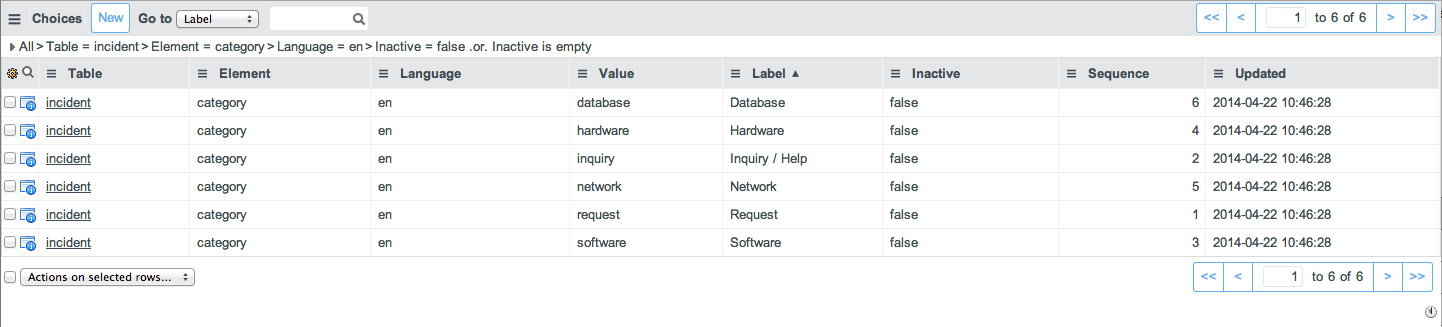 Choices New Go to Label << < 1 to 6 of 6 > >>
All > Table = incident > Element = category > Language = en > Inactive = false .or. Inactive is empty
Table Element Language Value Label ▲ Inactive Sequence Updated
incident category en database Database false 6 2014-04-22 10:46:28
incident category en hardware Hardware false 4 2014-04-22 10:46:28
incident category en inquiry Inquiry / Help false 2 2014-04-22 10:46:28
incident category en network Network false 5 2014-04-22 10:46:28
incident category en request Request false 1 2014-04-22 10:46:28
incident category en software Software false 3 2014-04-22 10:46:28
Actions on selected rows... << < 1 to 6 of 6 > >>